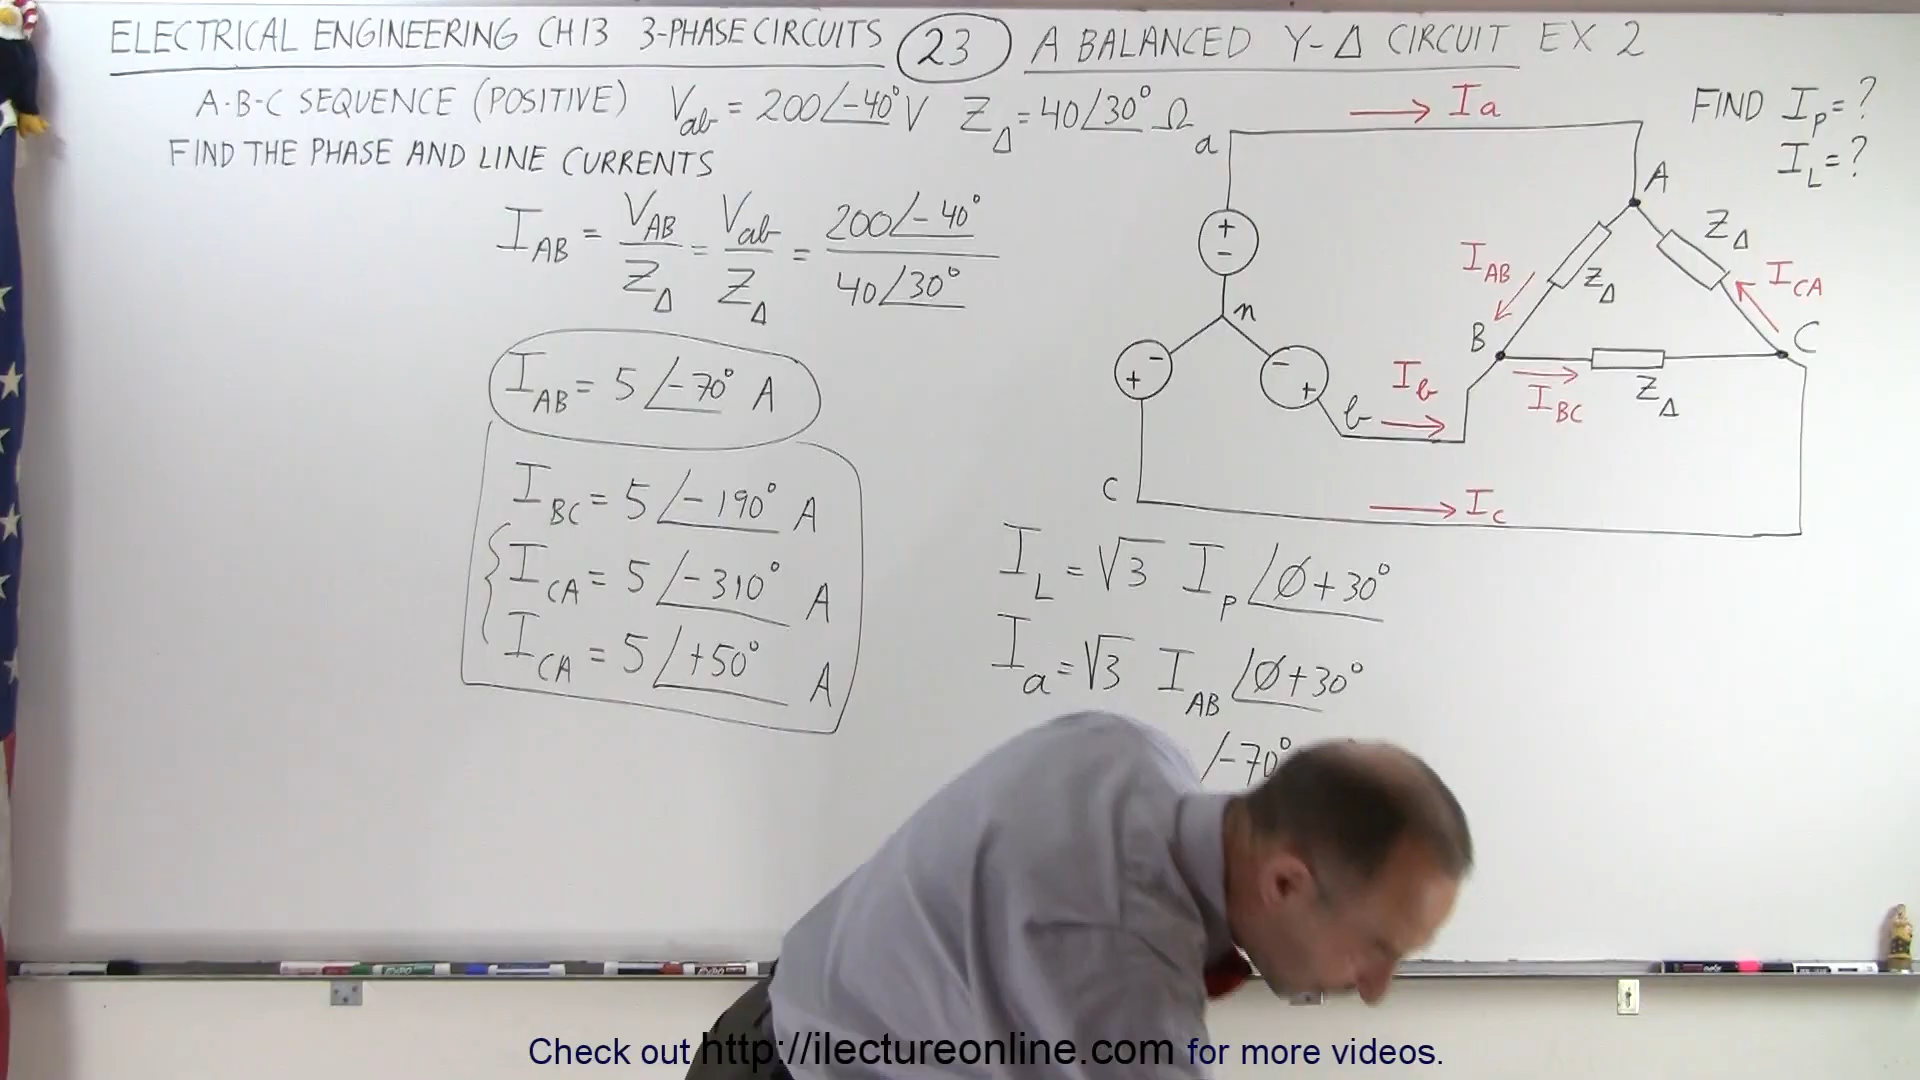 ELECTRICAL ENGINEERING CH13 3-PHASE CIRCUITS 23 A BALANCED Y-Δ CIRCUIT EX 2
A-B-C SEQUENCE (POSITIVE) Vab = 200∠-40° V ZΔ = 40∠30° Ω
FIND THE PHASE AND LINE CURRENTS
FIND IP = ?
IL = ?
IAB = VAB/ZΔ = Vab/ZΔ = 200∠-40° / 40∠30°
IAB = 5∠-70° A
IBC = 5∠-190° A
ICA = 5∠-310° A
ICA = 5∠+50° A
Ia
a
A
ZΔ
IAB
ZΔ
ICA
+
-
n
B
C
-
+
-
+
IBC
ZΔ
Ib
b
c
Ic
IL = √3 Ip ∠Ø+30°
Ia = √3 IAB ∠Ø+30°
∠-70°
EXPO
Check out http://ilectureonline.com for more videos.